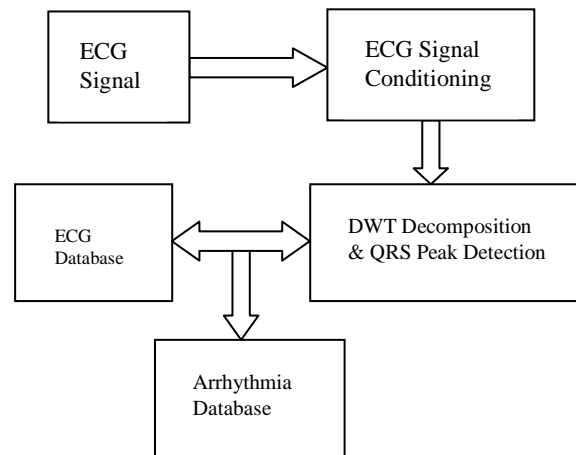 ECG
Signal
ECG Signal
Conditioning
ECG
Database
DWT Decomposition
& QRS Peak Detection
Arrhythmia
Database